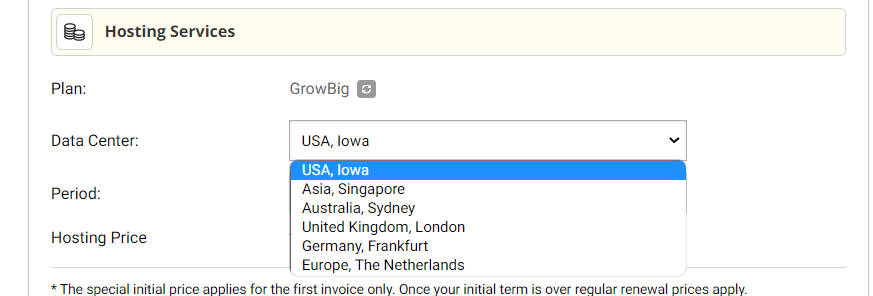 Hosting Services
Plan: GrowBig
Data Center: USA, Iowa
USA, Iowa
Asia, Singapore
Period:
Australia, Sydney
United Kingdom, London
Hosting Price
Germany, Frankfurt
Europe, The Netherlands
* The special initial price applies for the first invoice only. Once your initial term is over regular renewal prices apply.